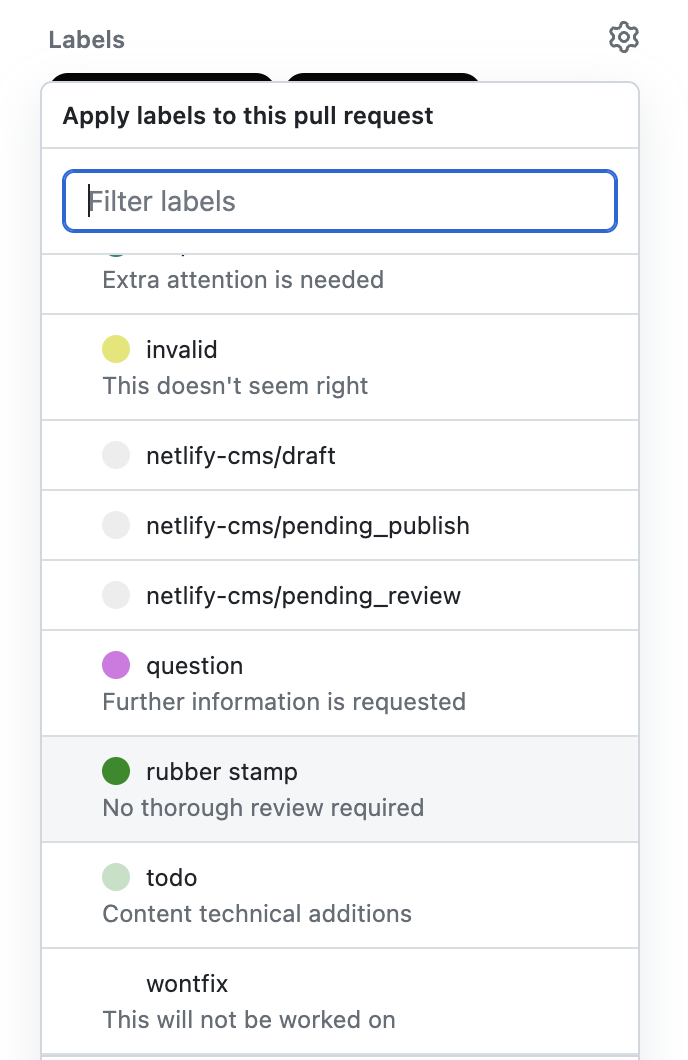 Labels
Apply labels to this pull request
Filter labels
Extra attention is needed
invalid
This doesn't seem right
netlify-cms/draft
netlify-cms/pending_publish
netlify-cms/pending_review
question
Further information is requested
rubber stamp
No thorough review required
todo
Content technical additions
wontfix
This will not be worked on